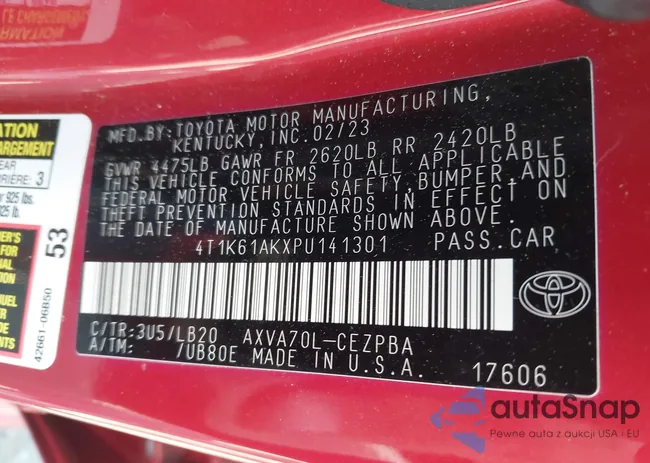 MFD.BY: TOYOTA MOTOR MANUFACTURING,
KENTUCKY, INC. 02/23
GVWR 4475LB GAWR FR 2620LB RR 2420LB
THIS VEHICLE CONFORMS TO ALL APPLICABLE
FEDERAL MOTOR VEHICLE SAFETY, BUMPER, AND
THEFT PREVENTION STANDARDS IN EFFECT ON
THE DATE OF MANUFACTURE SHOWN ABOVE.
4T1K61AKXPU141301 PASS.CAR
C/TR:3U5/LB20 AXVA70L-CEZPBA
A/TM: /UB80E MADE IN U.S.A.
17606
53
42661-06B50
autaSnap
Pewne auta z aukcji USA i EU